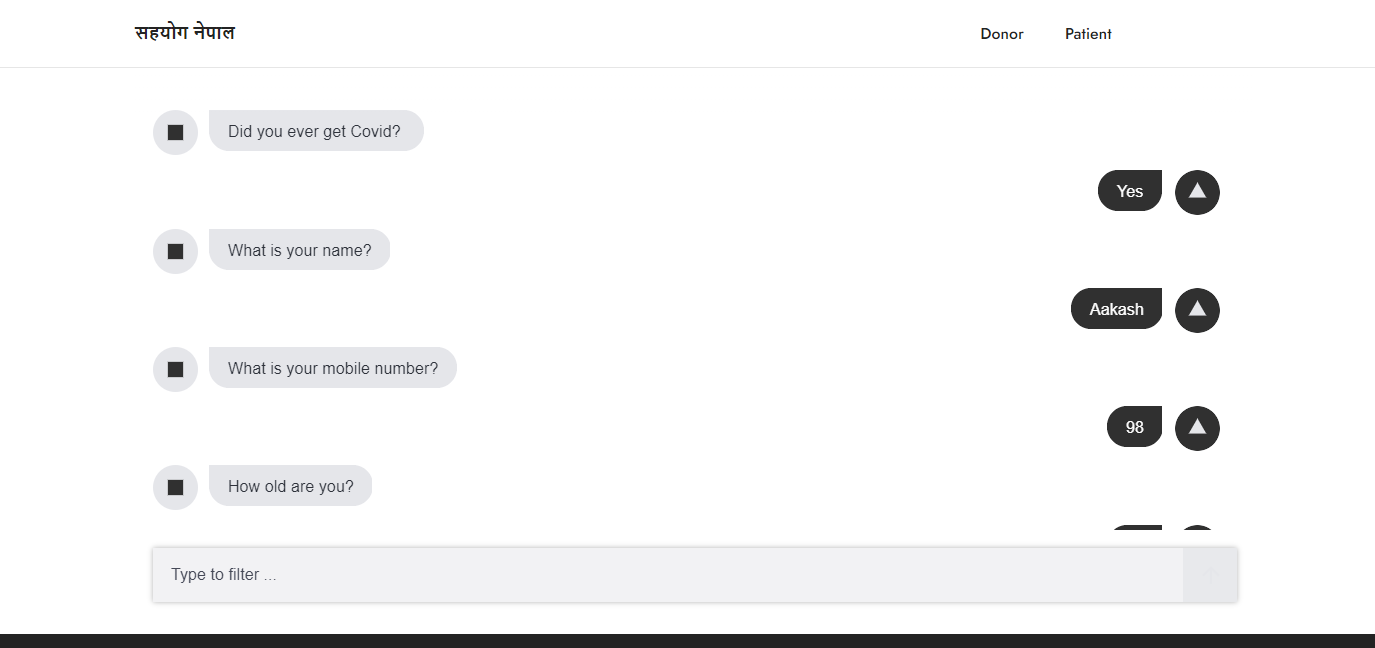 सहयोग नेपाल
Donor Patient
Did you ever get Covid?
Yes
What is your name?
Aakash
What is your mobile number?
98
How old are you?
Type to filter ...